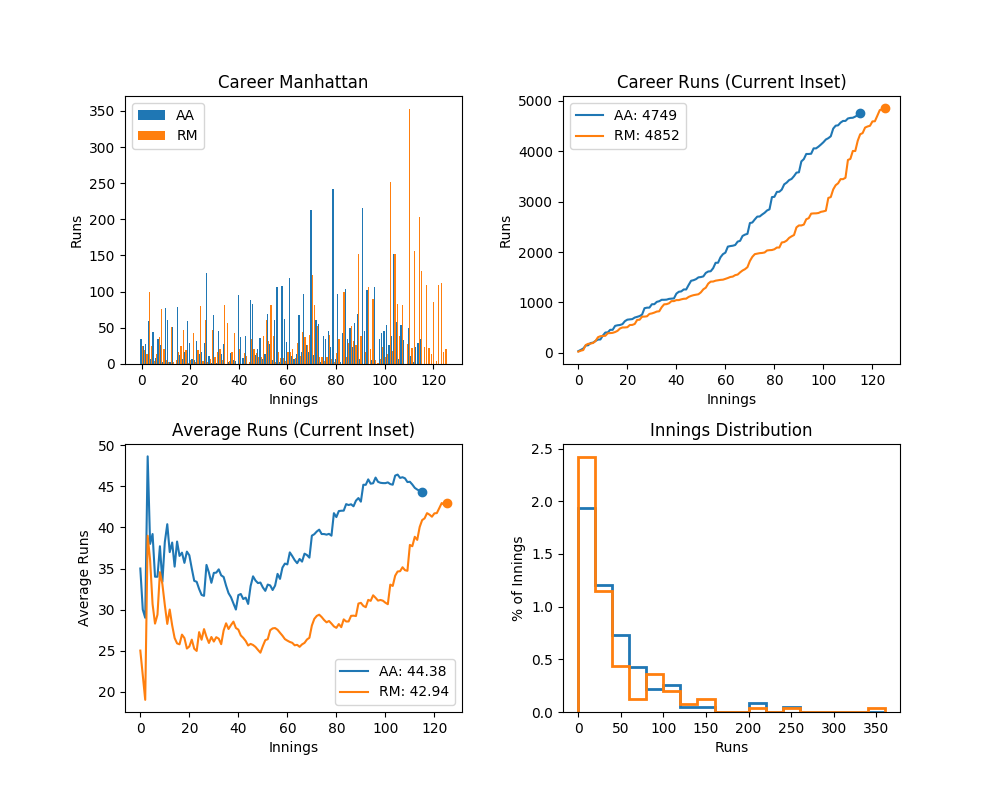 Career Manhattan
AA
RM
350
300
250
200
150
100
50
0
Runs
0 20 40 60 80 100 120
Innings
Career Runs (Current Inset)
AA: 4749
RM: 4852
5000
4000
3000
2000
1000
0
Runs
0 20 40 60 80 100 120
Innings
Average Runs (Current Inset)
50
45
40
35
30
25
20
Average Runs
AA: 44.38
RM: 42.94
0 20 40 60 80 100 120
Innings
Innings Distribution
2.5
2.0
1.5
1.0
0.5
0.0
% of Innings
0 50 100 150 200 250 300 350
Runs